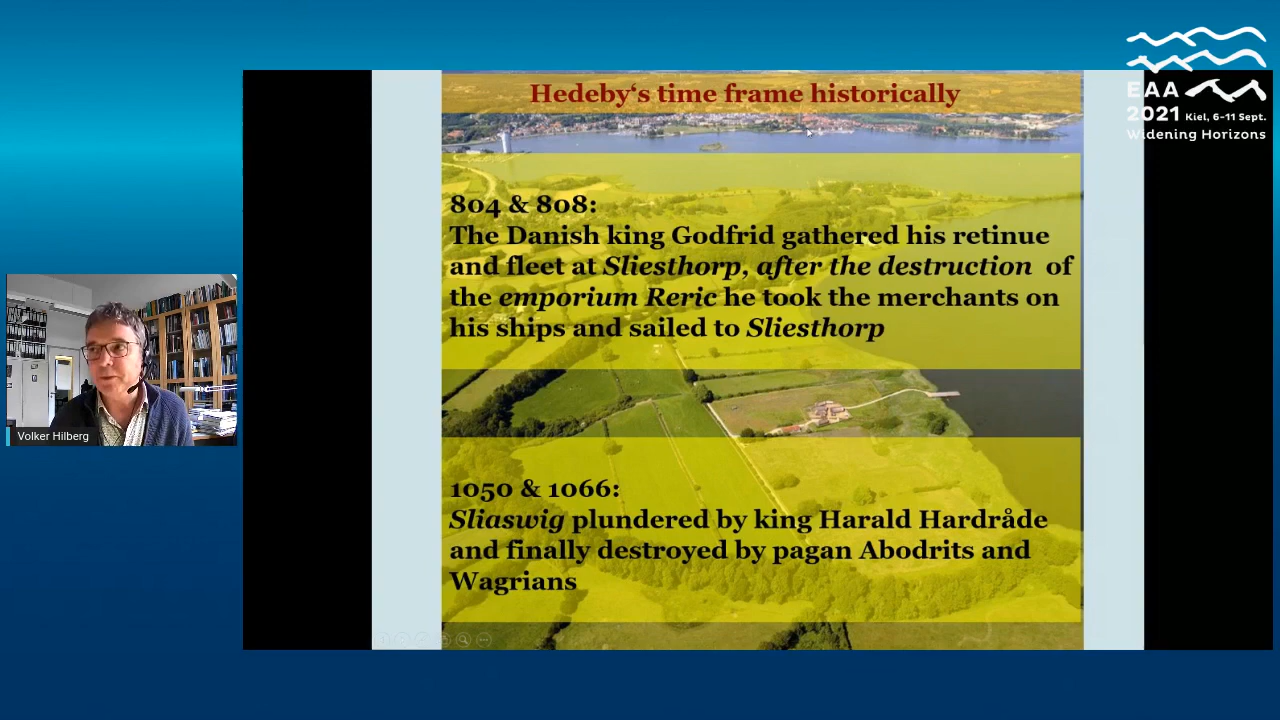 EAA
2021 Kiel, 6-11 Sept.
Widening Horizons
Hedeby‘s time frame historically
804 & 808:
The Danish king Godfrid gathered his retinue
and fleet at Sliesthorp, after the destruction of
the emporium Reric he took the merchants on
his ships and sailed to Sliesthorp
1050 & 1066:
Sliaswig plundered by king Harald Hardråde
and finally destroyed by pagan Abodrits and
Wagrians
Volker Hilberg